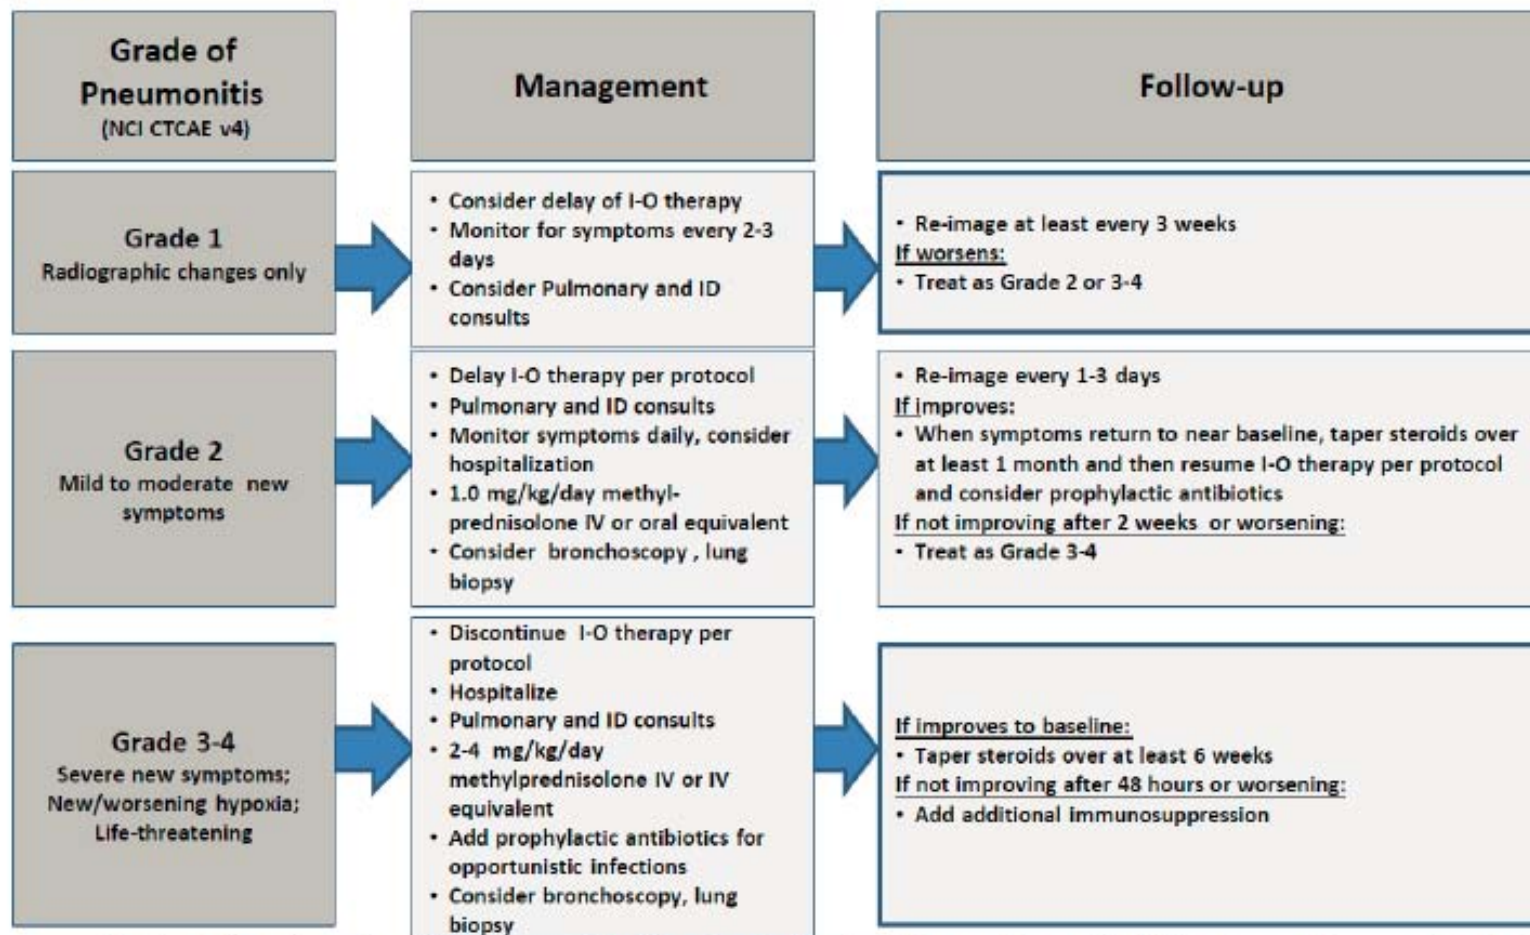 Grade of
Pneumonitis
(NCI CTCAE v4)
Management
Follow-up
Grade 1
Radiographic changes only
• Consider delay of I-O therapy
• Monitor for symptoms every 2-3
days
• Consider Pulmonary and ID
consults
• Re-image at least every 3 weeks
If worsens:
• Treat as Grade 2 or 3-4
Grade 2
Mild to moderate new
symptoms
• Delay I-O therapy per protocol
• Pulmonary and ID consults
• Monitor symptoms daily, consider
hospitalization
• 1.0 mg/kg/day methyl-
prednisolone IV or oral equivalent
• Consider bronchoscopy , lung
biopsy
• Re-image every 1-3 days
If improves:
• When symptoms return to near baseline, taper steroids over
at least 1 month and then resume I-O therapy per protocol
and consider prophylactic antibiotics
If not improving after 2 weeks or worsening:
• Treat as Grade 3-4
Grade 3-4
Severe new symptoms;
New/worsening hypoxia;
Life-threatening
• Discontinue I-O therapy per
protocol
• Hospitalize
• Pulmonary and ID consults
• 2-4 mg/kg/day
methylprednisolone IV or IV
equivalent
• Add prophylactic antibiotics for
opportunistic infections
• Consider bronchoscopy, lung
biopsy
If improves to baseline:
• Taper steroids over at least 6 weeks
If not improving after 48 hours or worsening:
• Add additional immunosuppression